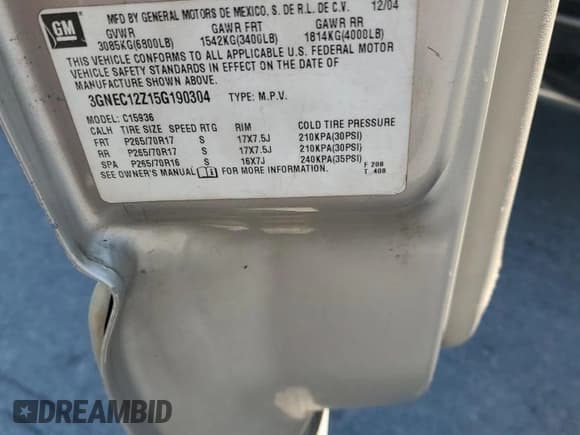 GM
MFD BY GENERAL MOTORS DE MEXICO, S. DE R.L. DE C.V. 12/04
GVWR GAWR FRT GAWR RR
3085KG(6800LB) 1542KG(3400LB) 1814KG(4000LB)
THIS VEHICLE CONFORMS TO ALL APPLICABLE U.S. FEDERAL MOTOR
VEHICLE SAFETY STANDARDS IN EFFECT ON THE DATE OF
MANUFACTURE SHOWN ABOVE.
3GNEC12Z15G190304 TYPE: M.P.V.
MODEL: C15936
CALH TIRE SIZE SPEED RTG RIM COLD TIRE PRESSURE
FRT P265/70R17 S 17X7.5J 210KPA(30PSI)
RR P265/70R17 S 17X7.5J 210KPA(30PSI)
SPA P265/70R16 S 16X7J 240KPA(35PSI)
SEE OWNER'S MANUAL FOR MORE INFORMATION. F 208
T 408
DREAMBID